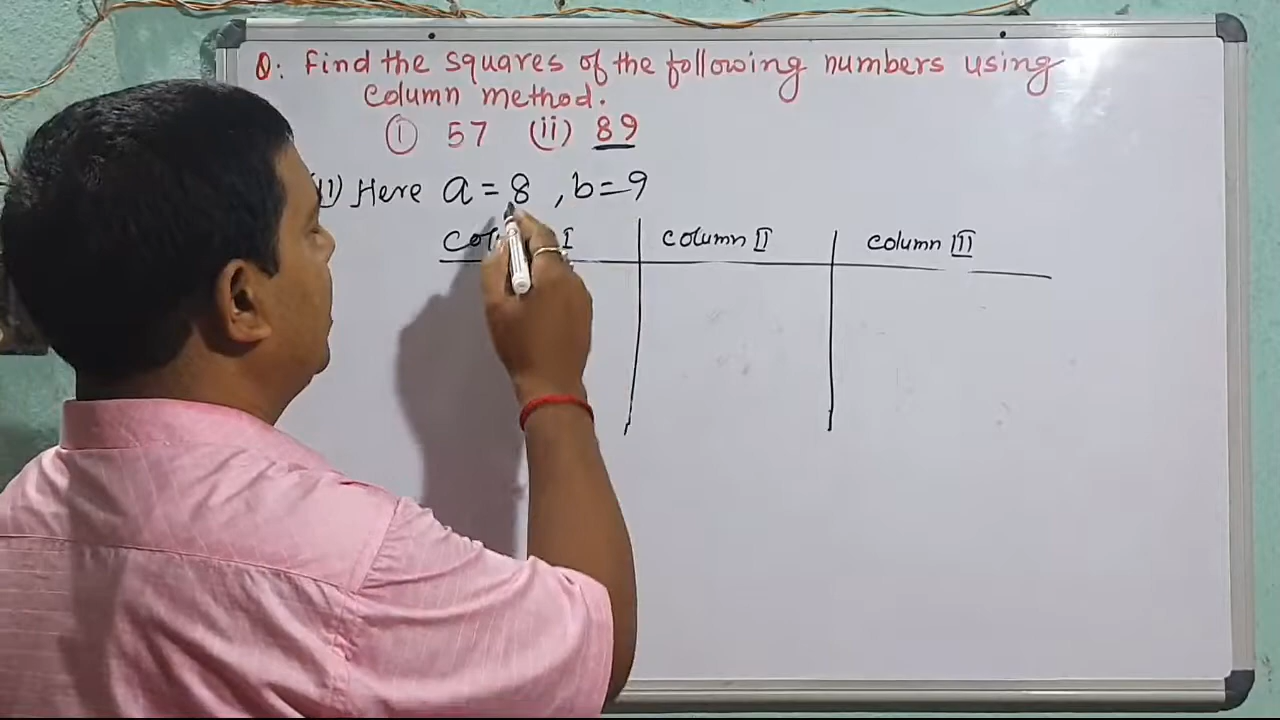 Q: Find the squares of the following numbers using
column method.
(i) 57 (ii) 89
(ii) Here a = 8 , b = 9
I column II column III